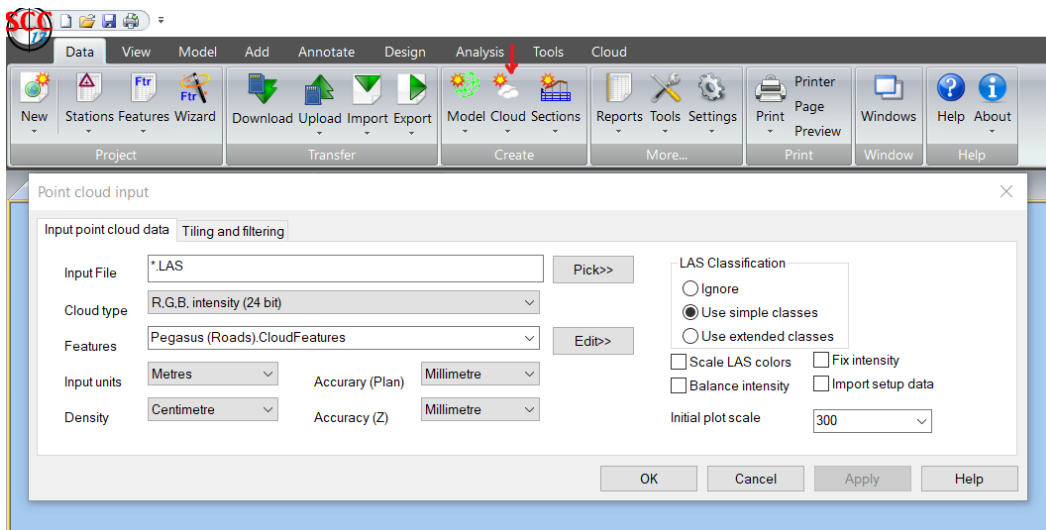 SCC
12
Data View Model Add Annotate Design Analysis Tools Cloud
Ftr
Ftr
New Stations Features Wizard Download Upload Import Export Model Cloud Sections Reports Tools Settings Print Printer Page Preview Windows Help About
Project Transfer Create More... Print Window Help
Point cloud input
Input point cloud data Tiling and filtering
Input File *.LAS Pick>> LAS Classification
Ignore
Cloud type R,G,B, intensity (24 bit) Use simple classes
Features Pegasus (Roads).CloudFeatures Edit>> Use extended classes
Scale LAS colors Fix intensity
Input units Metres Accurary (Plan) Millimetre Balance intensity Import setup data
Density Centimetre Accuracy (Z) Millimetre Initial plot scale 300
OK Cancel Apply Help